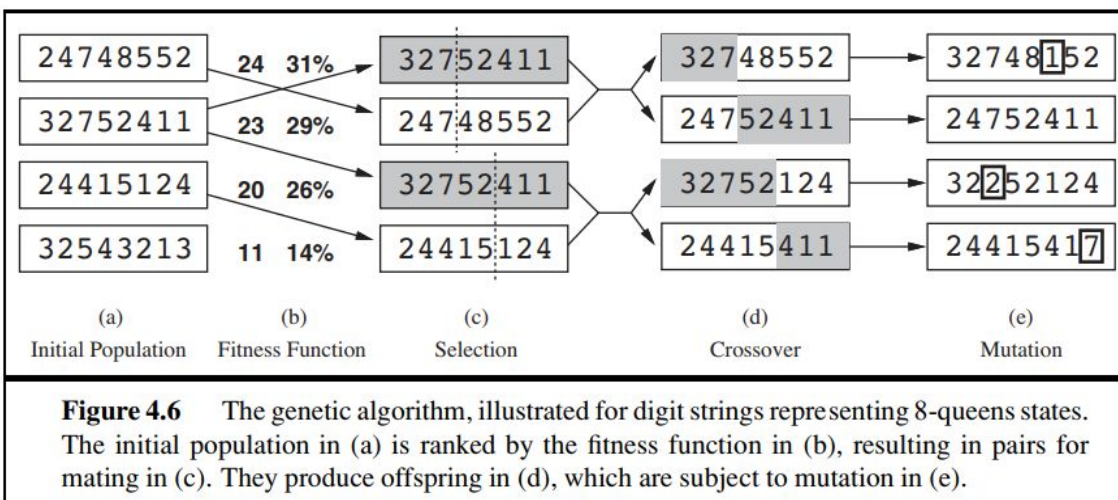 24748552 24 31% 32752411 32748552 32748152
32752411 23 29% 24748552 24752411 24752411
24415124 20 26% 32752411 32752124 32252124
32543213 11 14% 24415124 24415411 24415417
(a) (b) (c) (d) (e)
Initial Population Fitness Function Selection Crossover Mutation
Figure 4.6 The genetic algorithm, illustrated for digit strings representing 8-queens states.
The initial population in (a) is ranked by the fitness function in (b), resulting in pairs for
mating in (c). They produce offspring in (d), which are subject to mutation in (e).